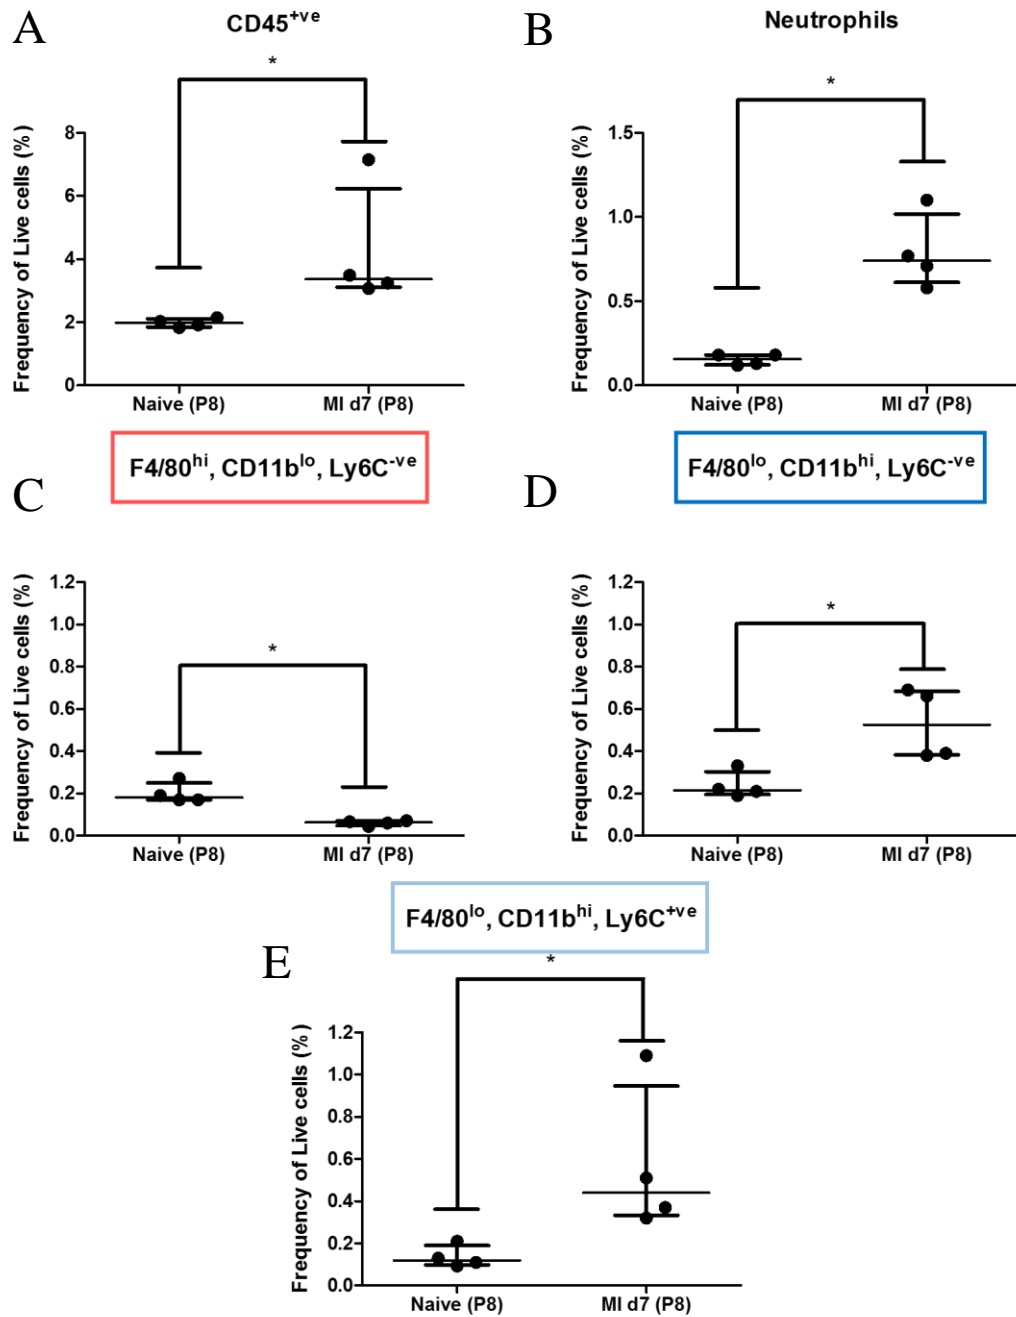 A
CD45+ve
*
Frequency of Live cells (%)
8
6
4
2
0
Naive (P8)
MI d7 (P8)
B
Neutrophils
*
Frequency of Live cells (%)
1.5
1.0
0.5
0.0
Naive (P8)
MI d7 (P8)
C
F4/80hi, CD11blo, Ly6C-ve
*
Frequency of Live cells (%)
1.2
1.0
0.8
0.6
0.4
0.2
0.0
Naive (P8)
MI d7 (P8)
D
F4/80lo, CD11bhi, Ly6C-ve
*
Frequency of Live cells (%)
1.2
1.0
0.8
0.6
0.4
0.2
0.0
Naive (P8)
MI d7 (P8)
E
F4/80lo, CD11bhi, Ly6C+ve
*
Frequency of Live cells (%)
1.2
1.0
0.8
0.6
0.4
0.2
0.0
Naive (P8)
MI d7 (P8)